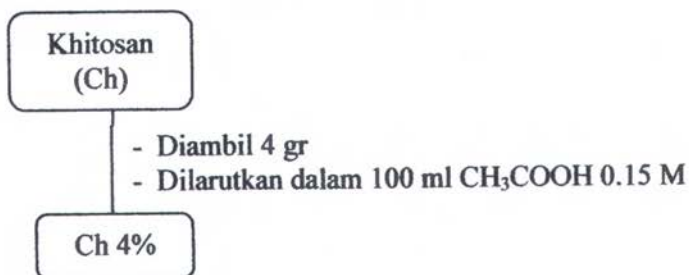 Khitosan
(Ch)
- Diambil 4 gr
- Dilarutkan dalam 100 ml CH₃COOH 0.15 M
Ch 4%